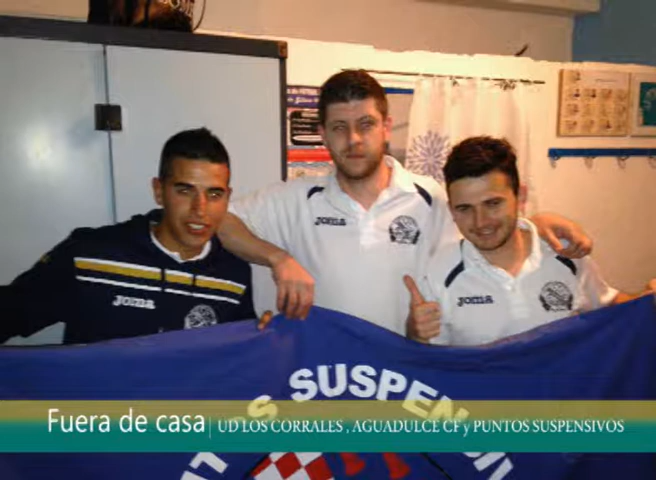 Joma
Joma
Joma
SUSPEN
Fuera de casa | UD LOS CORRALES , AGUADULCE CF y PUNTOS SUSPENSIVOS